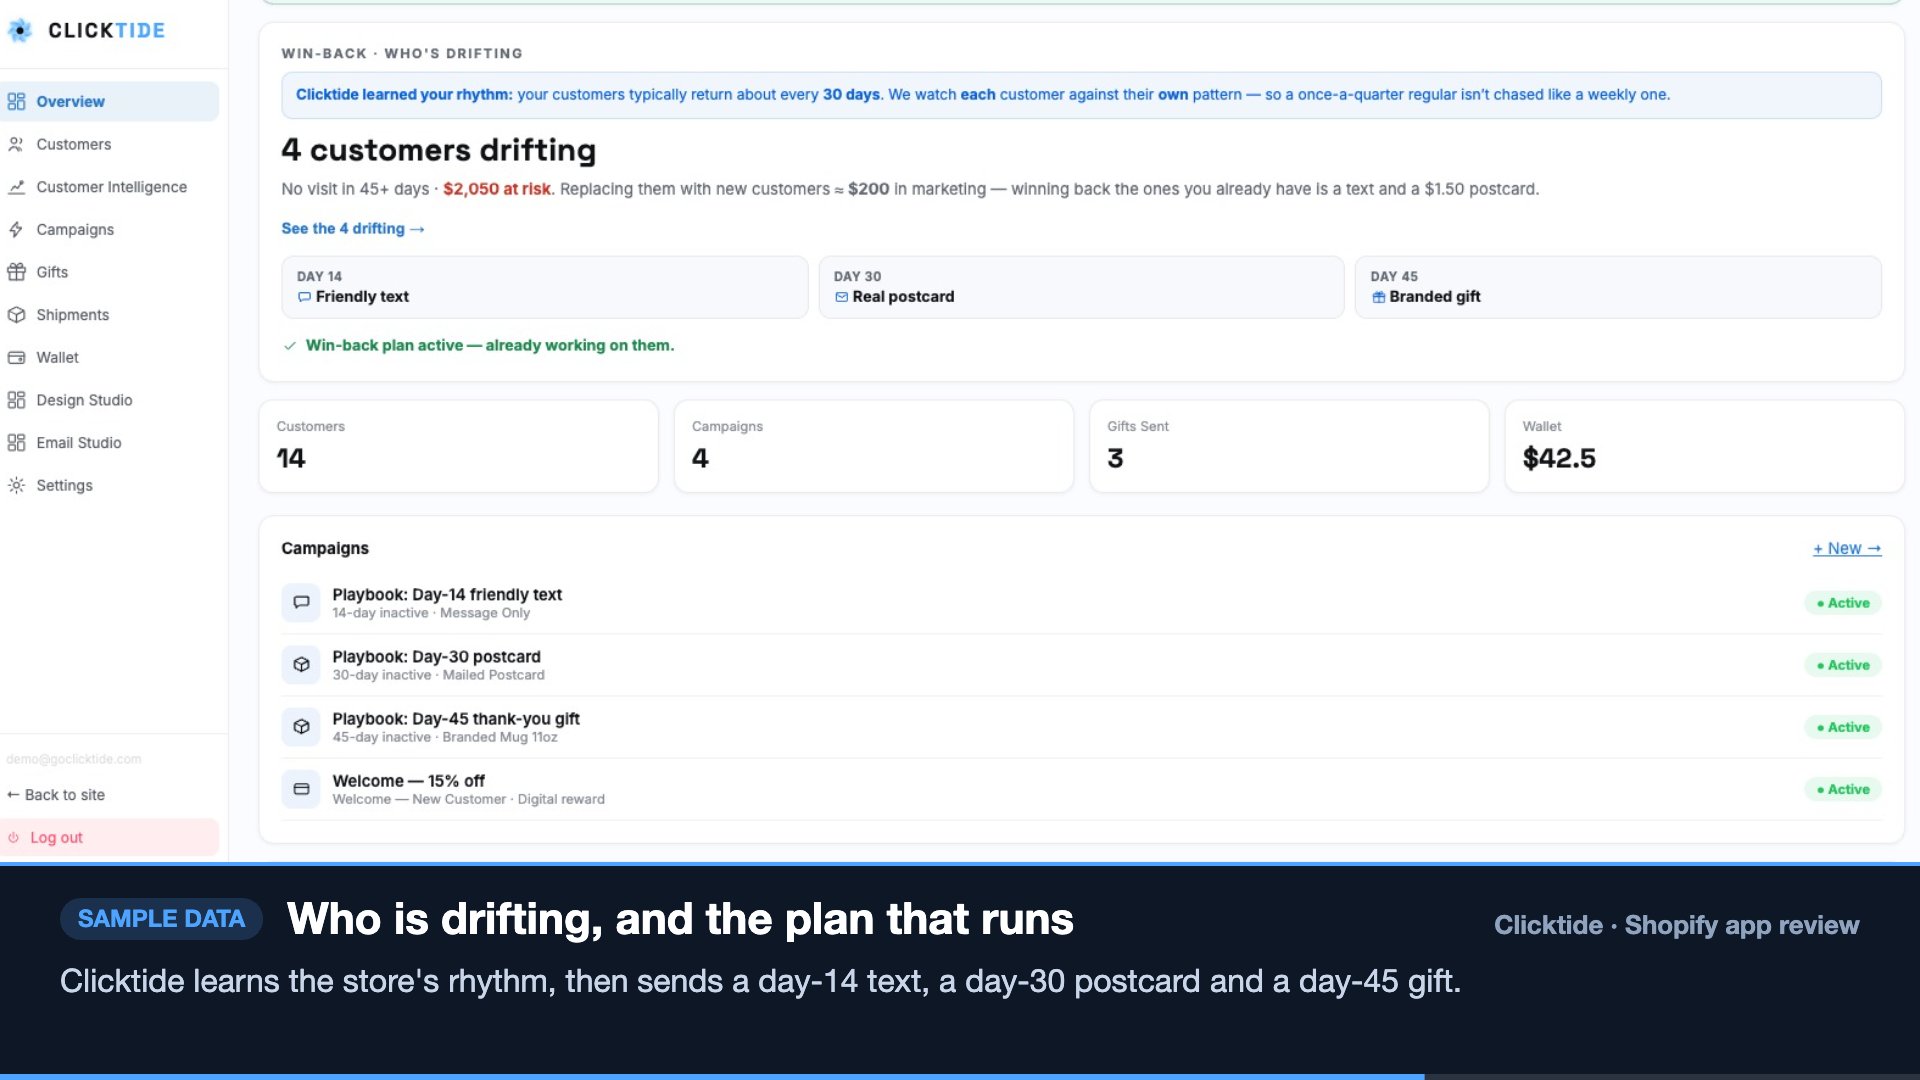 CLICKTIDE
Overview
Customers
Customer Intelligence
Campaigns
Gifts
Shipments
Wallet
Design Studio
Email Studio
Settings
demo@goclicktide.com
← Back to site
Log out
WIN-BACK · WHO'S DRIFTING
Clicktide learned your rhythm: your customers typically return about every 30 days. We watch each customer against their own pattern — so a once-a-quarter regular isn't chased like a weekly one.
4 customers drifting
No visit in 45+ days · $2,050 at risk. Replacing them with new customers ≈ $200 in marketing — winning back the ones you already have is a text and a $1.50 postcard.
See the 4 drifting →
DAY 14
Friendly text
DAY 30
Real postcard
DAY 45
Branded gift
✓ Win-back plan active — already working on them.
Customers
14
Campaigns
4
Gifts Sent
3
Wallet
$42.5
Campaigns
+ New →
Playbook: Day-14 friendly text
14-day inactive · Message Only
• Active
Playbook: Day-30 postcard
30-day inactive · Mailed Postcard
• Active
Playbook: Day-45 thank-you gift
45-day inactive · Branded Mug 11oz
• Active
Welcome — 15% off
Welcome — New Customer · Digital reward
• Active
SAMPLE DATA
Who is drifting, and the plan that runs
Clicktide · Shopify app review
Clicktide learns the store's rhythm, then sends a day-14 text, a day-30 postcard and a day-45 gift.